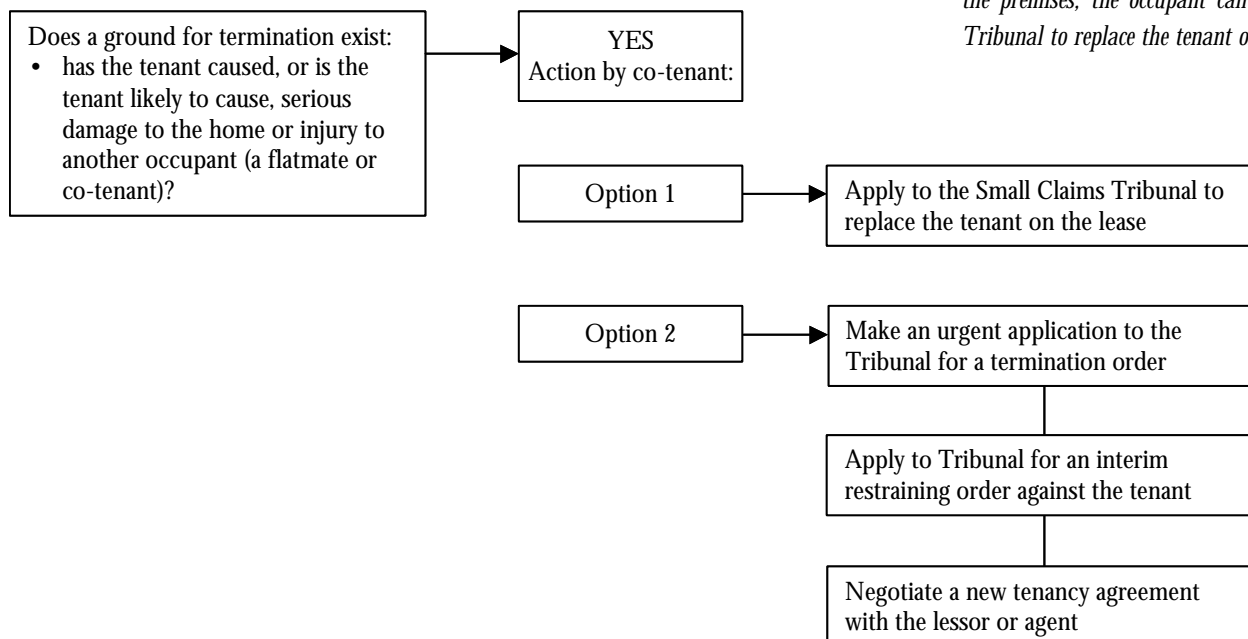 the premises, the occupant can
Tribunal to replace the tenant o
Does a ground for termination exist:
• has the tenant caused, or is the
tenant likely to cause, serious
damage to the home or injury to
another occupant (a flatmate or
co-tenant)?
YES
Action by co-tenant:
Option 1
Apply to the Small Claims Tribunal to
replace the tenant on the lease
Option 2
Make an urgent application to the
Tribunal for a termination order
Apply to Tribunal for an interim
restraining order against the tenant
Negotiate a new tenancy agreement
with the lessor or agent